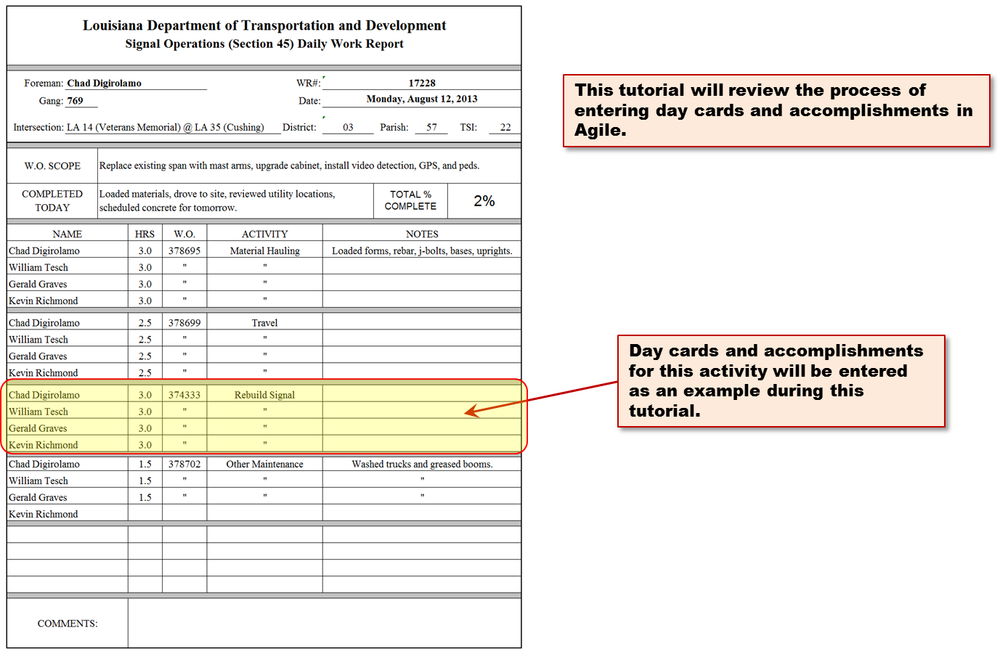 Louisiana Department of Transportation and Development
Signal Operations (Section 45) Daily Work Report
Foreman: Chad Digirolamo WR#: 17228
Gang: 769 Date: Monday, August 12, 2013
Intersection: LA 14 (Veterans Memorial) @ LA 35 (Cushing) District: 03 Parish: 57 TSI: 22
W.O. SCOPE Replace existing span with mast arms, upgrade cabinet, install video detection, GPS, and peds.
COMPLETED TODAY Loaded materials, drove to site, reviewed utility locations,
scheduled concrete for tomorrow. TOTAL % COMPLETE 2%
NAME HRS W.O. ACTIVITY NOTES
Chad Digirolamo 3.0 378695 Material Hauling Loaded forms, rebar, j-bolts, bases, uprights.
William Tesch 3.0 " "
Gerald Graves 3.0 " "
Kevin Richmond 3.0 " "
Chad Digirolamo 2.5 378699 Travel
William Tesch 2.5 " "
Gerald Graves 2.5 " "
Kevin Richmond 2.5 " "
Chad Digirolamo 3.0 374333 Rebuild Signal
William Tesch 3.0 " "
Gerald Graves 3.0 " "
Kevin Richmond 3.0 " "
Chad Digirolamo 1.5 378702 Other Maintenance Washed trucks and greased booms.
William Tesch 1.5 " " "
Gerald Graves 1.5 " " "
Kevin Richmond
COMMENTS:
This tutorial will review the process of
entering day cards and accomplishments in
Agile.
Day cards and accomplishments
for this activity will be entered
as an example during this
tutorial.